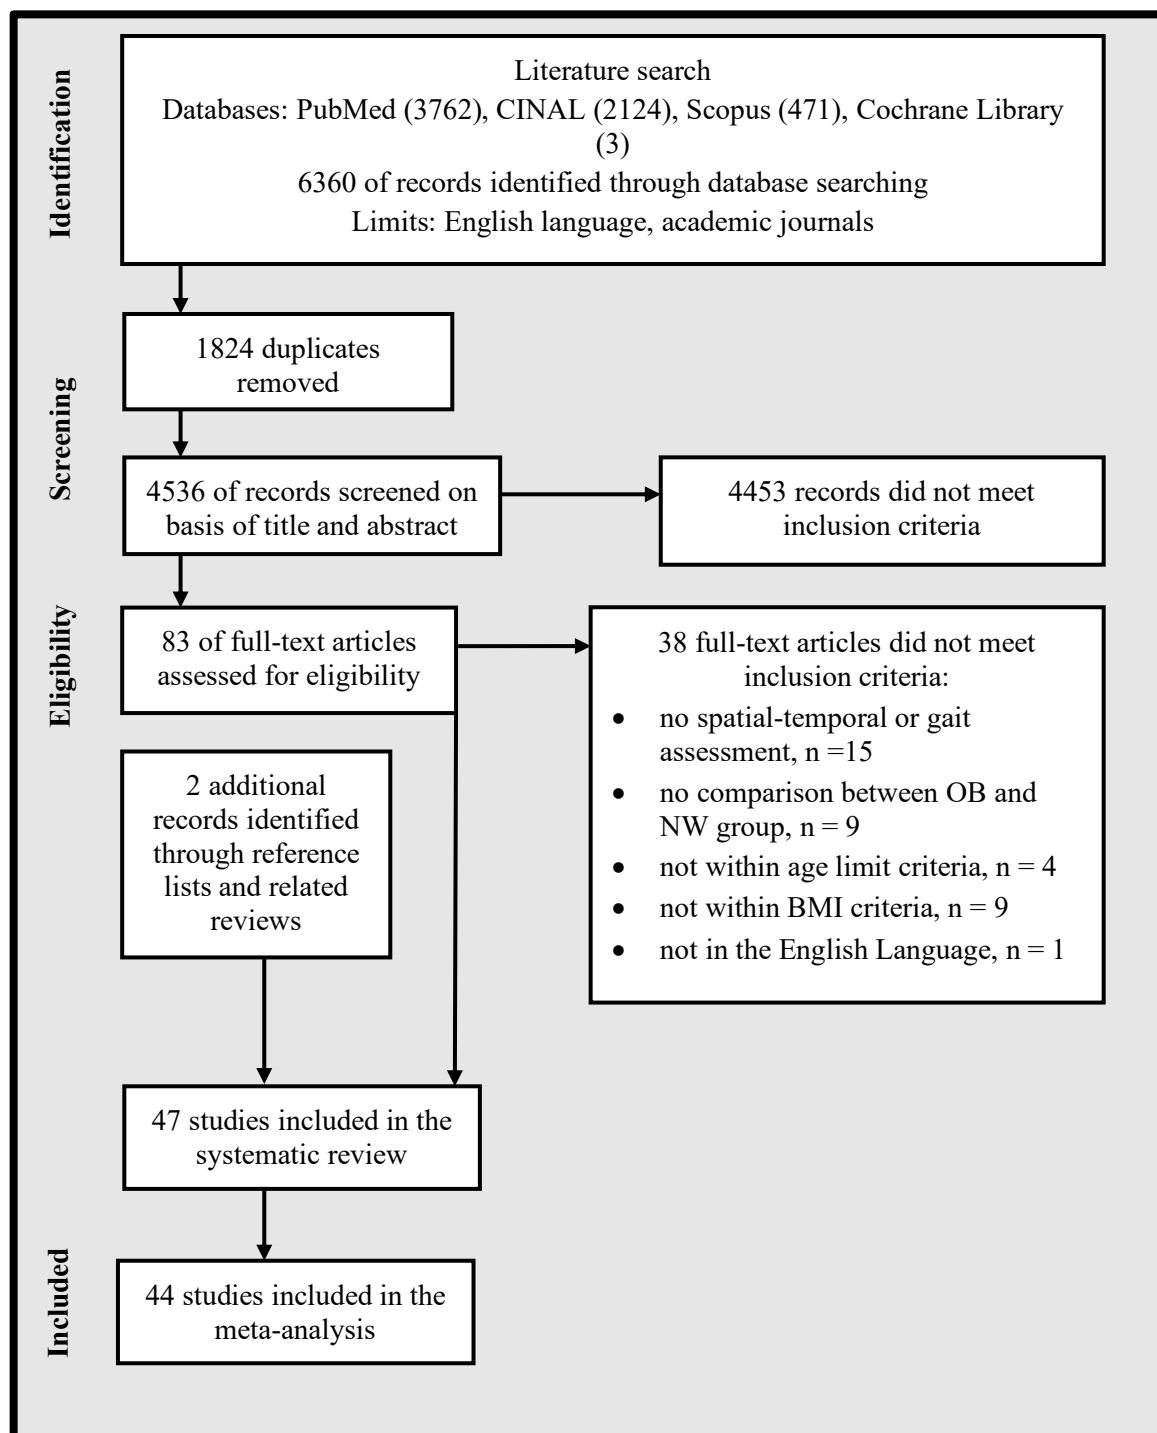 Identification
Literature search
Databases: PubMed (3762), CINAL (2124), Scopus (471), Cochrane Library
(3)
6360 of records identified through database searching
Limits: English language, academic journals
Screening
1824 duplicates
removed
4536 of records screened on
basis of title and abstract
4453 records did not meet
inclusion criteria
Eligibility
83 of full-text articles
assessed for eligibility
38 full-text articles did not meet
inclusion criteria:
• no spatial-temporal or gait
assessment, n =15
• no comparison between OB and
NW group, n = 9
• not within age limit criteria, n = 4
• not within BMI criteria, n = 9
• not in the English Language, n = 1
2 additional
records identified
through reference
lists and related
reviews
47 studies included in the
systematic review
Included
44 studies included in the
meta-analysis